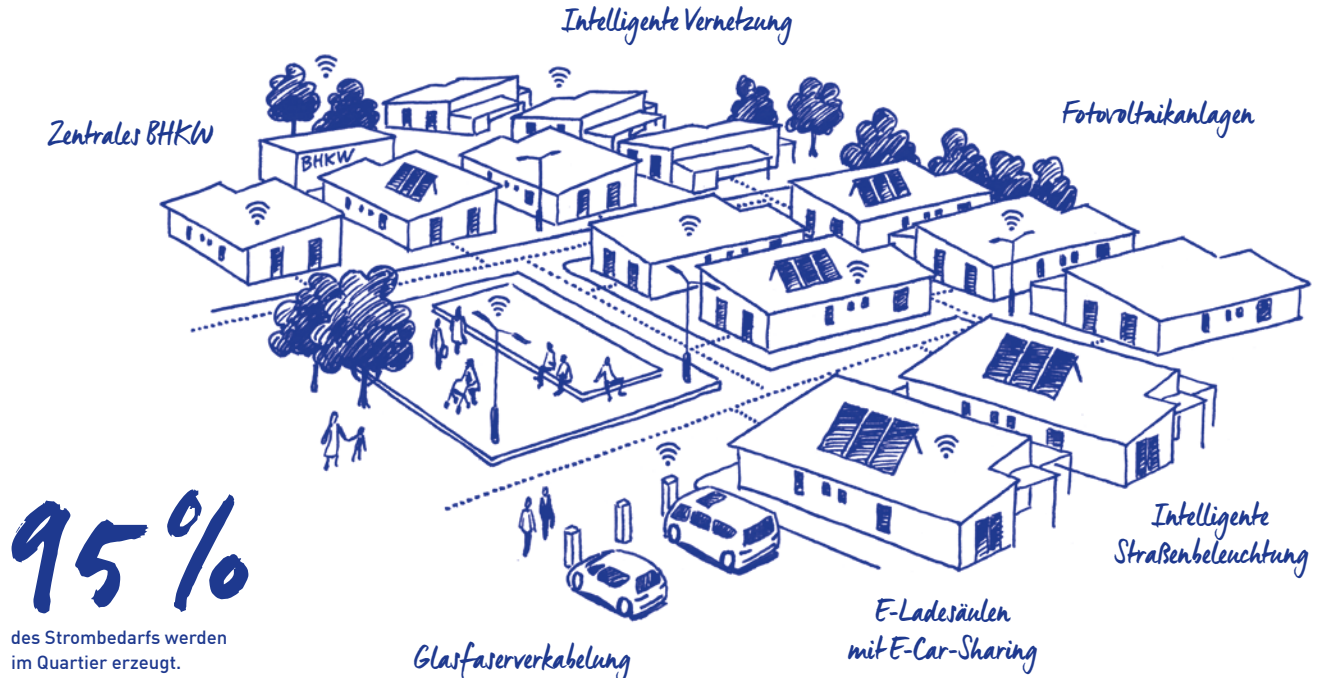 Intelligente Vernetzung
Fotovoltaikanlagen
Zentrales BHKW
BHKW
95%
des Strombedarfs werden
im Quartier erzeugt.
Glasfaserverkabelung
E-Ladesäulen
mit E-Car-Sharing
Intelligente
Straßenbeleuchtung